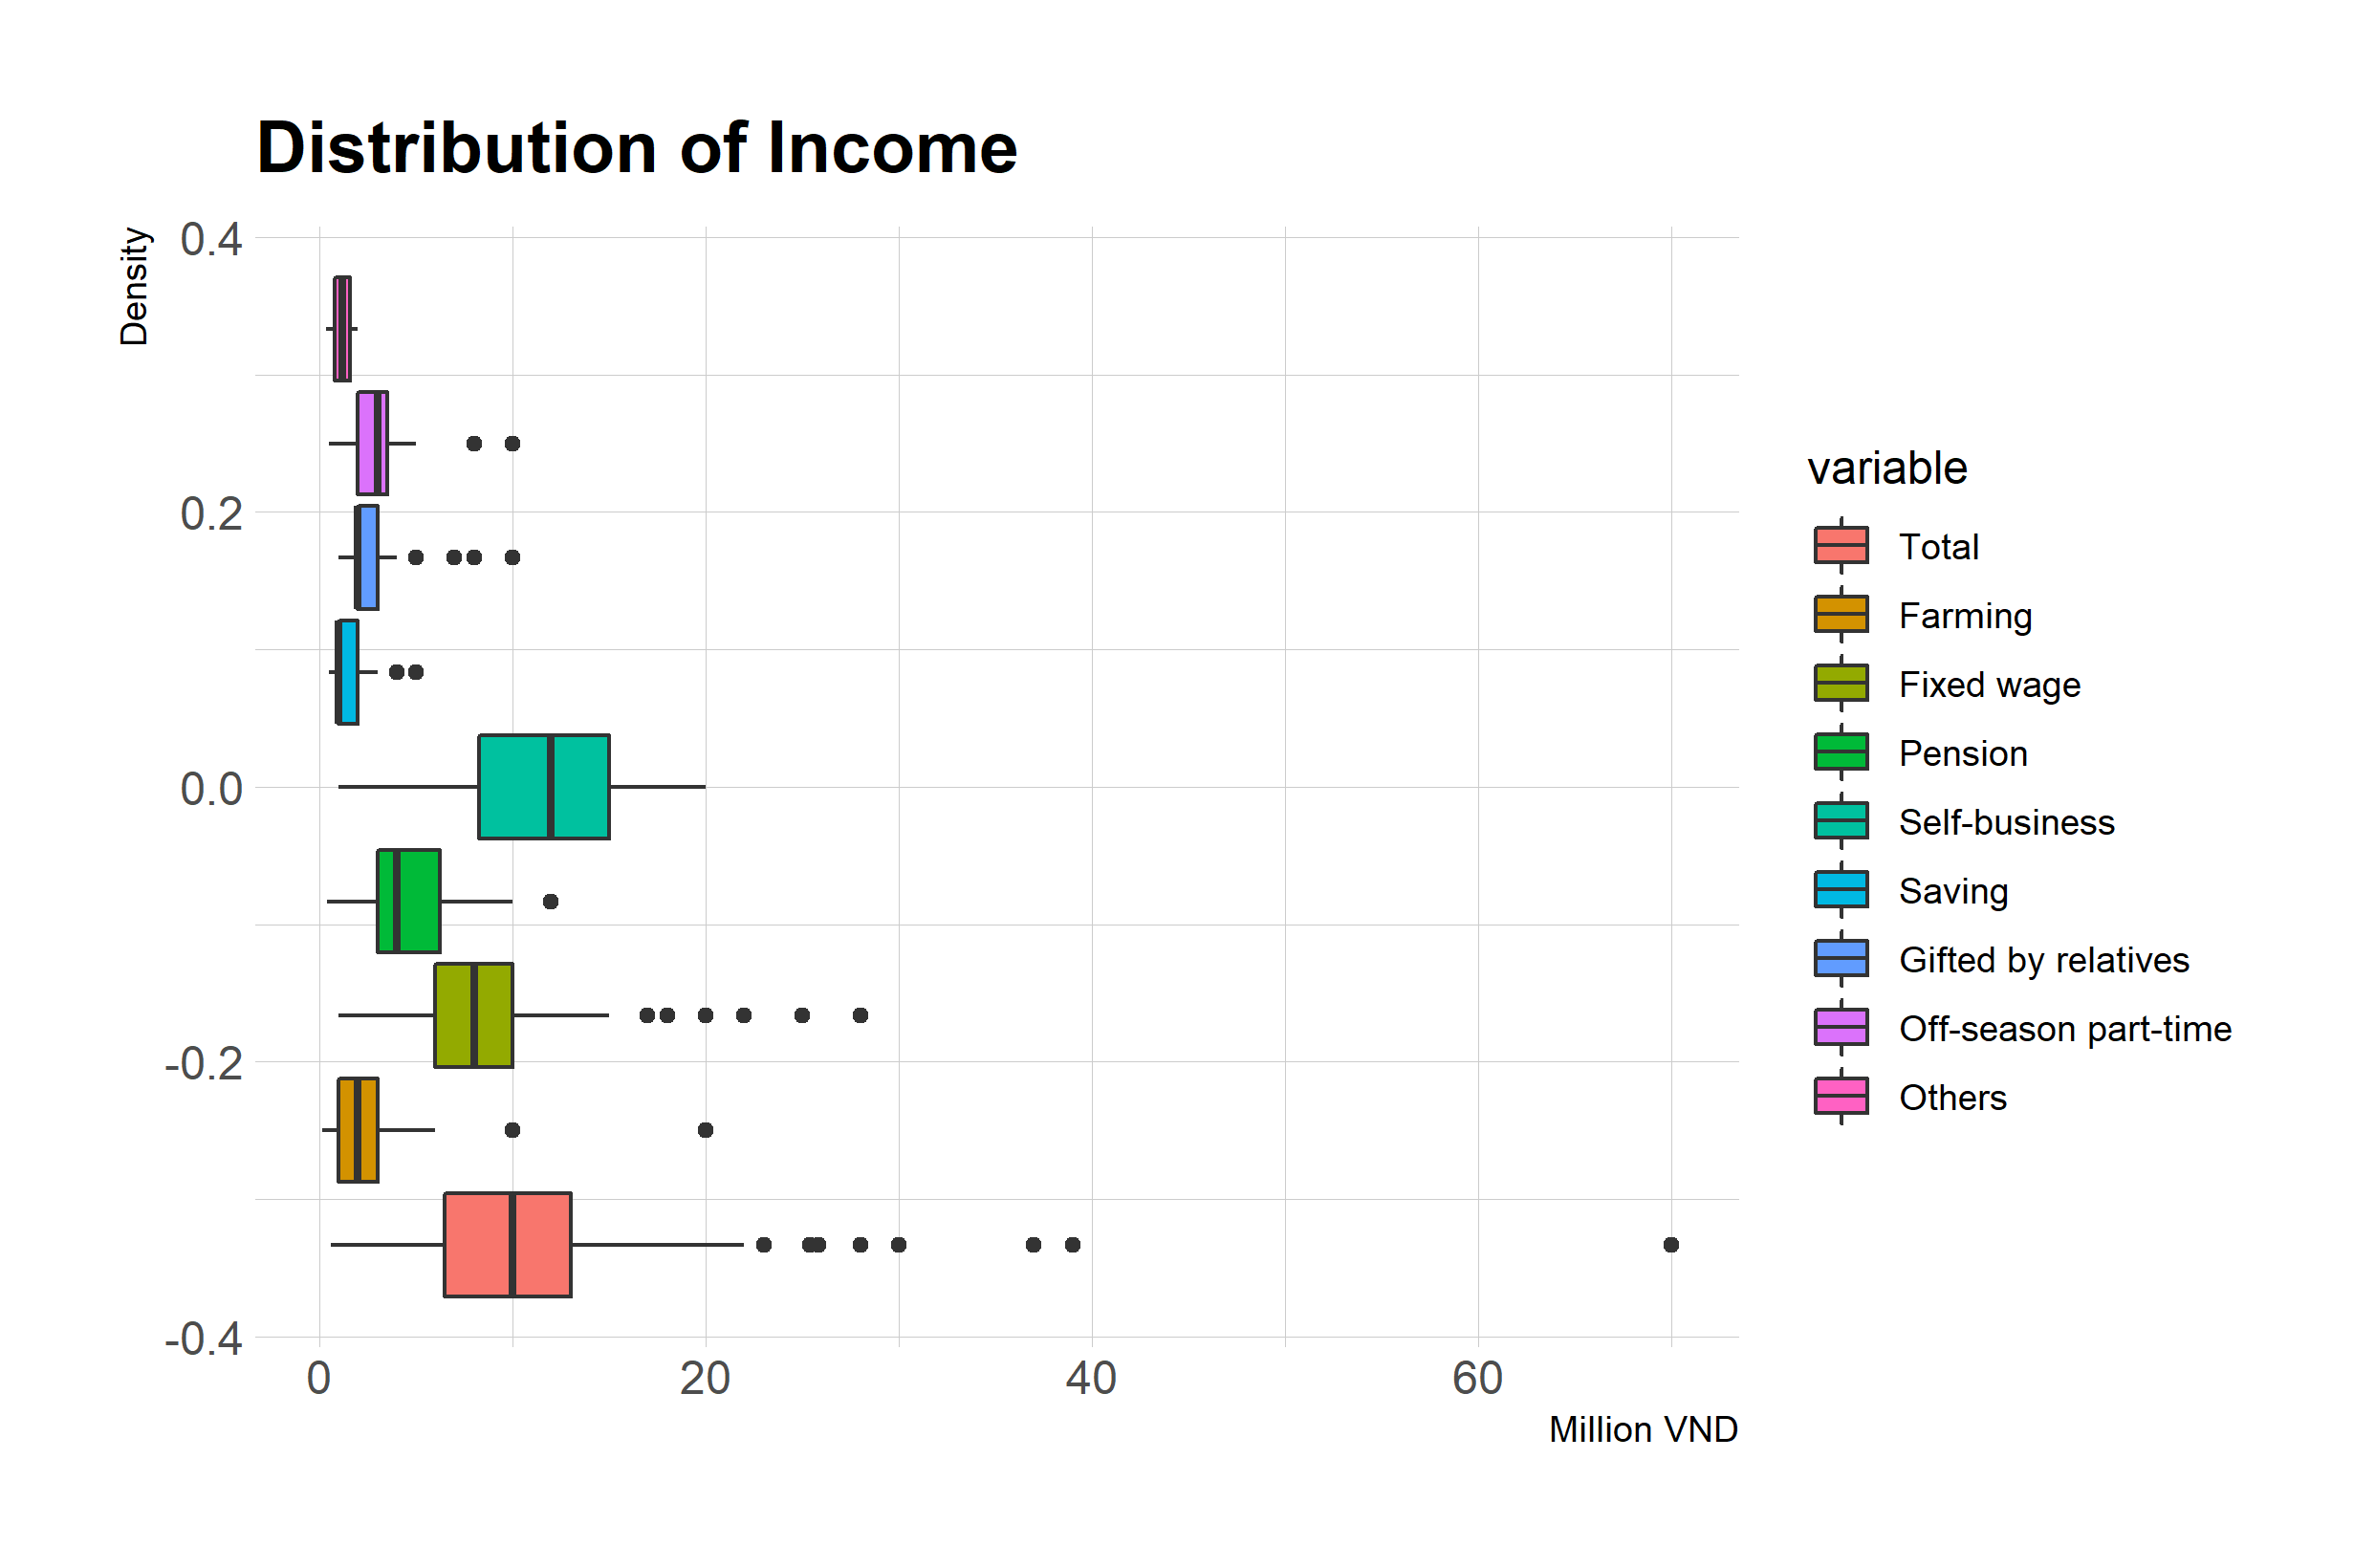 Distribution of Income
Density
0.4
0.2
0.0
-0.2
-0.4
0
20
40
60
Million VND
variable
Total
Farming
Fixed wage
Pension
Self-business
Saving
Gifted by relatives
Off-season part-time
Others